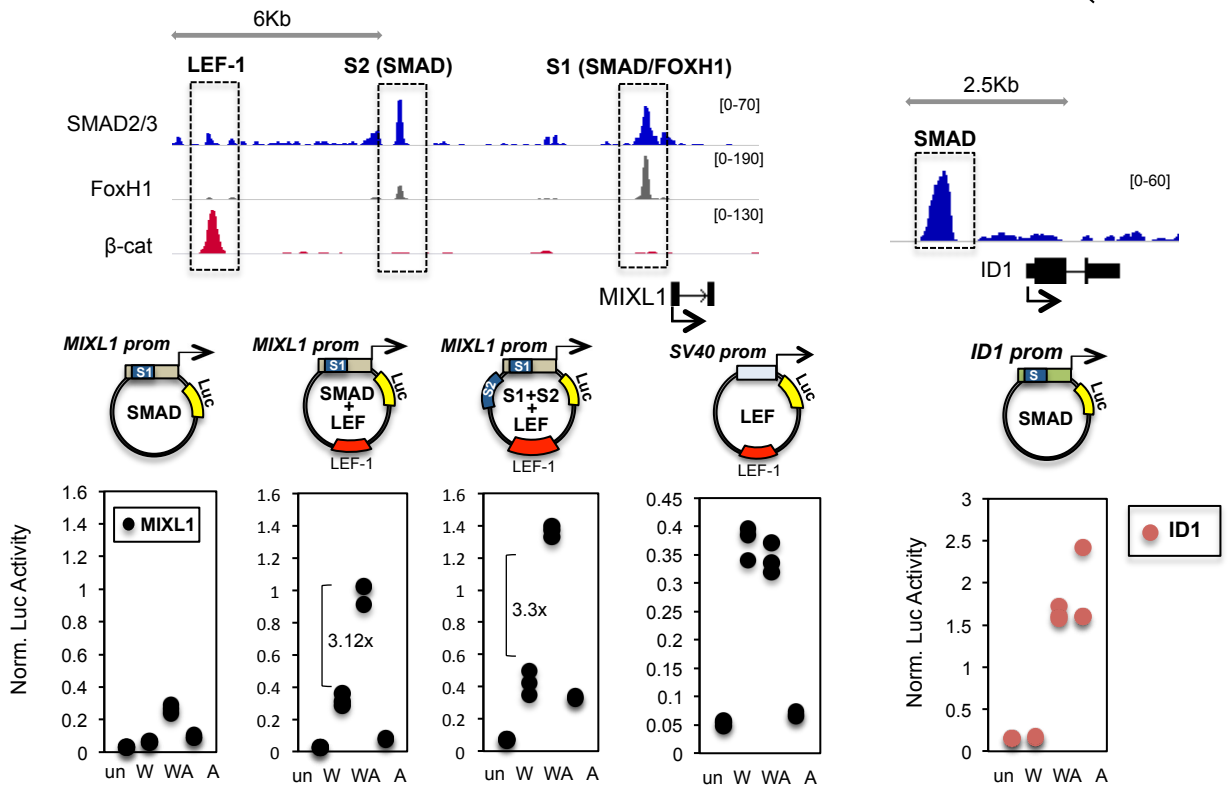 6Kb
LEF-1 S2 (SMAD) S1 (SMAD/FOXH1)
SMAD2/3 [0-70]
FoxH1 [0-190]
β-cat [0-130]
MIXL1
2.5Kb
SMAD
[0-60]
ID1
MIXL1 prom
S1
Luc
SMAD
MIXL1 prom
S1
Luc
SMAD
+
LEF
LEF-1
MIXL1 prom
S1
S2
Luc
S1+S2
+
LEF
LEF-1
SV40 prom
Luc
LEF
LEF-1
ID1 prom
S
Luc
SMAD
Norm. Luc Activity
1.6
1.4
1.2
1
0.8
0.6
0.4
0.2
0
MIXL1
un W WA A
1.6
1.4
1.2
1
0.8
0.6
0.4
0.2
0
3.12x
un W WA A
1.6
1.4
1.2
1
0.8
0.6
0.4
0.2
0
3.3x
un W WA A
0.45
0.4
0.35
0.3
0.25
0.2
0.15
0.1
0.05
0
un W WA A
Norm. Luc Activity
3
2.5
2
1.5
1
0.5
0
un W WA A
ID1